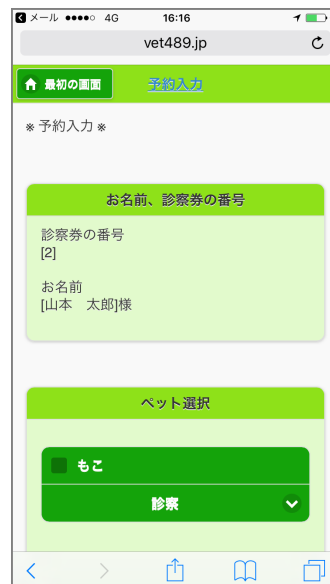 メール 4G 16:16
vet489.jp
最初の画面 予約入力
※ 予約入力 ※
お名前、診察券の番号
診察券の番号
[2]
お名前
[山本　太郎]様
ペット選択
もこ
診察